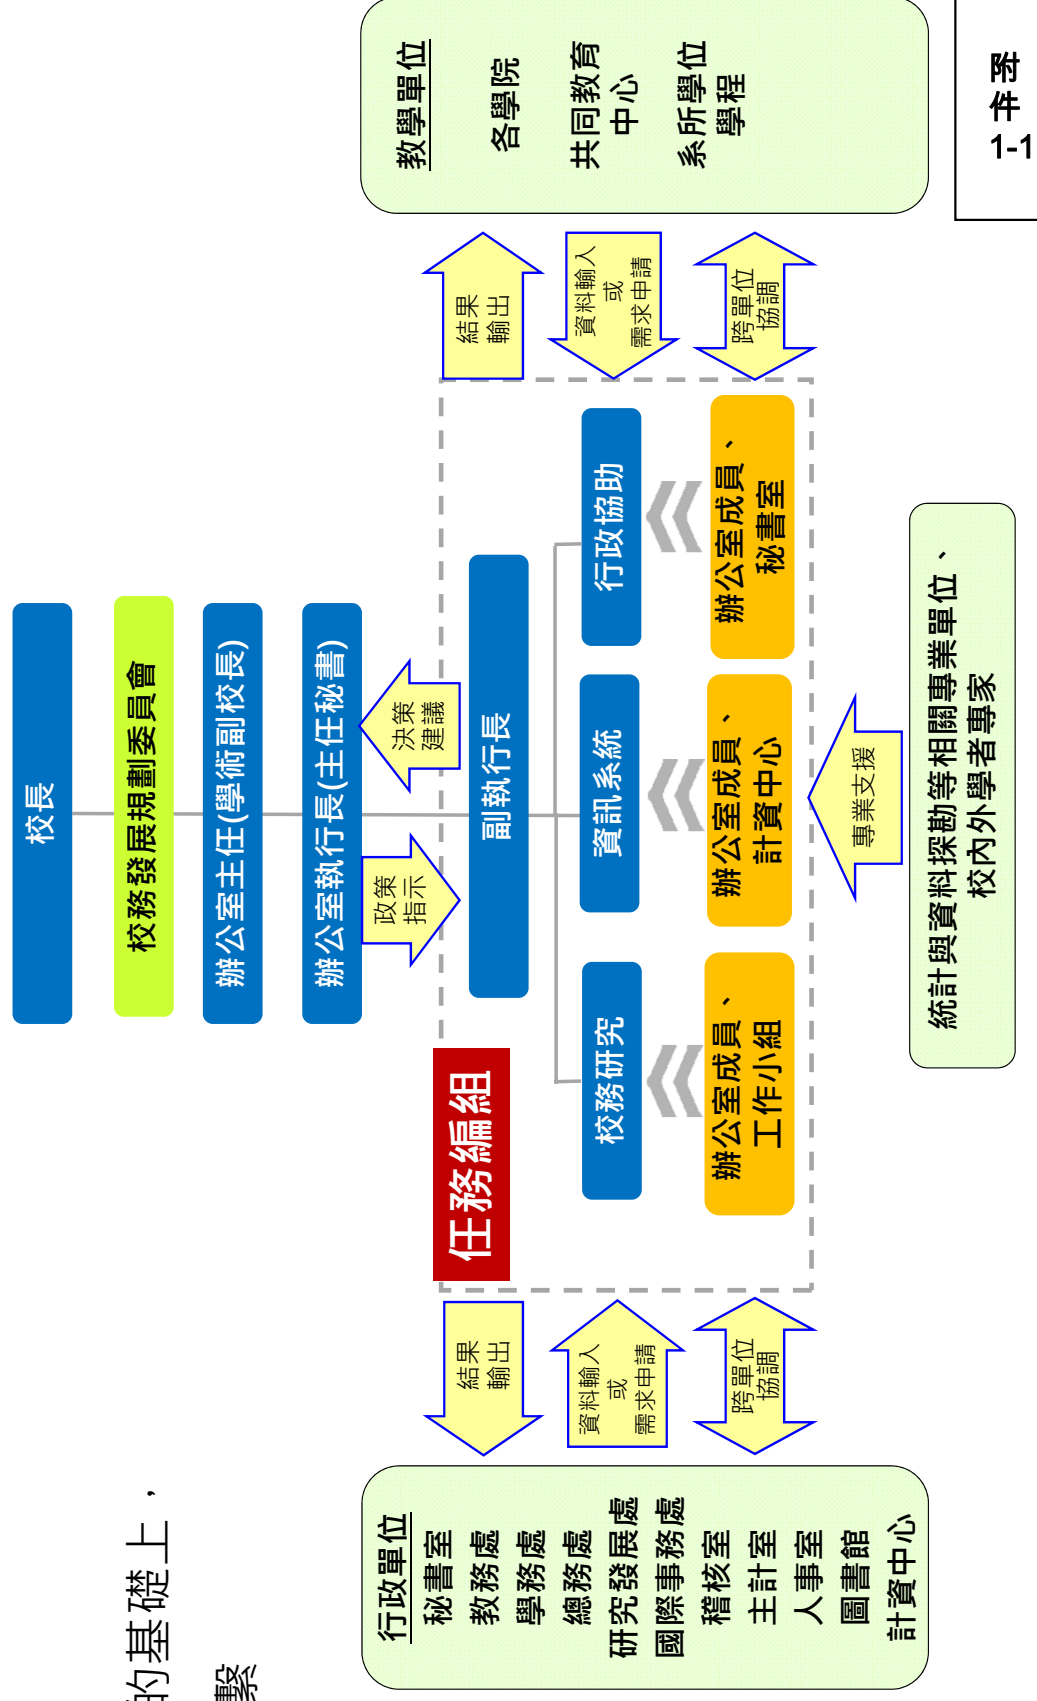 的基礎上，
繫
校長
校務發展規劃委員會
辦公室主任(學術副校長)
辦公室執行長(主任秘書)
政策
指示
決策
建議
任務編組
副執行長
校務研究
資訊系統
行政協助
辦公室成員、
工作小組
辦公室成員、
計資中心
辦公室成員、
秘書室
專業支援
統計與資料探勘等相關專業單位、
校內外學者專家
結果
輸出
資料輸入
或
需求申請
跨單位
協調
行政單位
秘書室
教務處
學務處
總務處
研究發展處
國際事務處
稽核室
主計室
人事室
圖書館
計資中心
結果
輸出
資料輸入
或
需求申請
跨單位
協調
教學單位
各學院
共同教育
中心
系所學位
學程
附
件
1-1